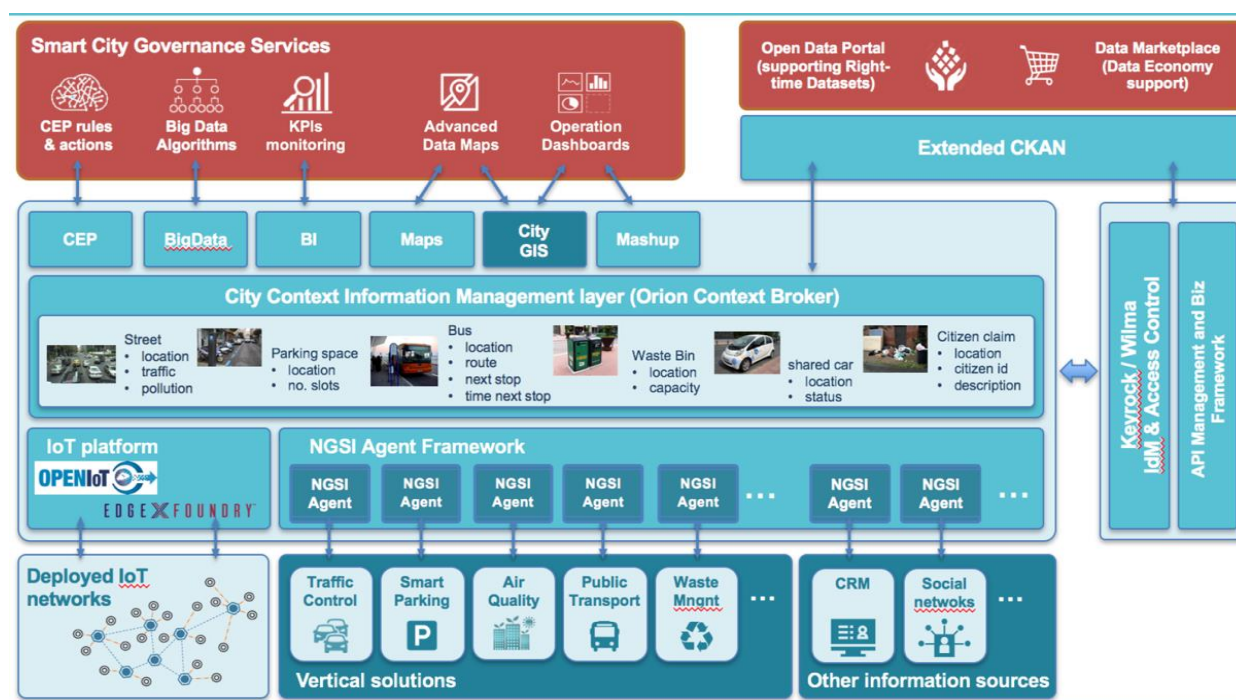 Smart City Governance Services
CEP rules
& actions
Big Data
Algorithms
KPIs
monitoring
Advanced
Data Maps
Operation
Dashboards
Open Data Portal
(supporting Right-
time Datasets)
Data Marketplace
(Data Economy
support)
Extended CKAN
CEP
BigData
BI
Maps
City
GIS
Mashup
City Context Information Management layer (Orion Context Broker)
Street
• location
• traffic
• pollution
Parking space
• location
• no. slots
Bus
• location
• route
• next stop
• time next stop
Waste Bin
• location
• capacity
shared car
• location
• status
Citizen claim
• location
• citizen id
• description
Keyrock / Wilma
IdM & Access Control
API Management and Biz
Framework
IoT platform
OPENIoT
EDGE X FOUNDRY
NGSI Agent Framework
NGSI
Agent
NGSI
Agent
NGSI
Agent
NGSI
Agent
NGSI
Agent
...
NGSI
Agent
NGSI
Agent
...
Deployed IoT
networks
Traffic
Control
Smart
Parking
P
Air
Quality
Public
Transport
Waste
Mngnt
...
Vertical solutions
CRM
Social
netwoks
...
Other information sources